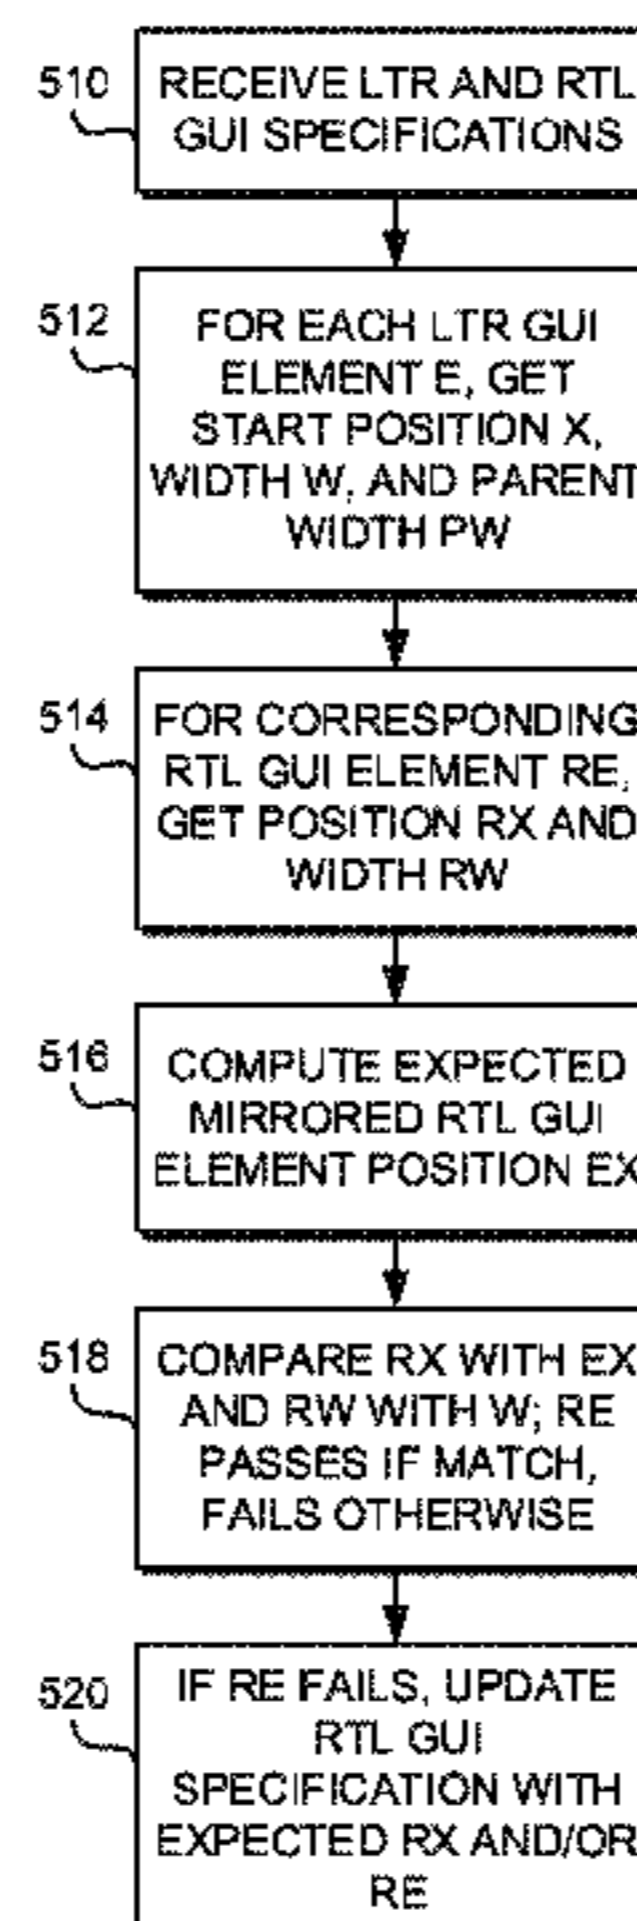 510
RECEIVE LTR AND RTL
GUI SPECIFICATIONS
512
FOR EACH LTR GUI
ELEMENT E, GET
START POSITION X,
WIDTH W, AND PARENT
WIDTH PW
514
FOR CORRESPONDING
RTL GUI ELEMENT RE,
GET POSITION RX AND
WIDTH RW
516
COMPUTE EXPECTED
MIRRORED RTL GUI
ELEMENT POSITION EX
518
COMPARE RX WITH EX
AND RW WITH W; RE
PASSES IF MATCH,
FAILS OTHERWISE
520
IF RE FAILS, UPDATE
RTL GUI
SPECIFICATION WITH
EXPECTED RX AND/OR
RE